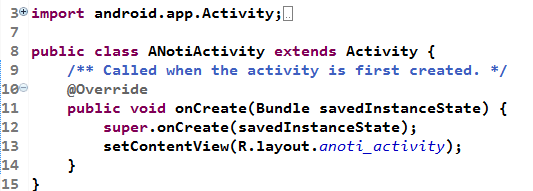 3 import android.app.Activity;
7
8 public class ANotiActivity extends Activity {
9     /** Called when the activity is first created. */
10     @Override
11     public void onCreate(Bundle savedInstanceState) {
12         super.onCreate(savedInstanceState);
13         setContentView(R.layout.anoti_activity);
14     }
15 }